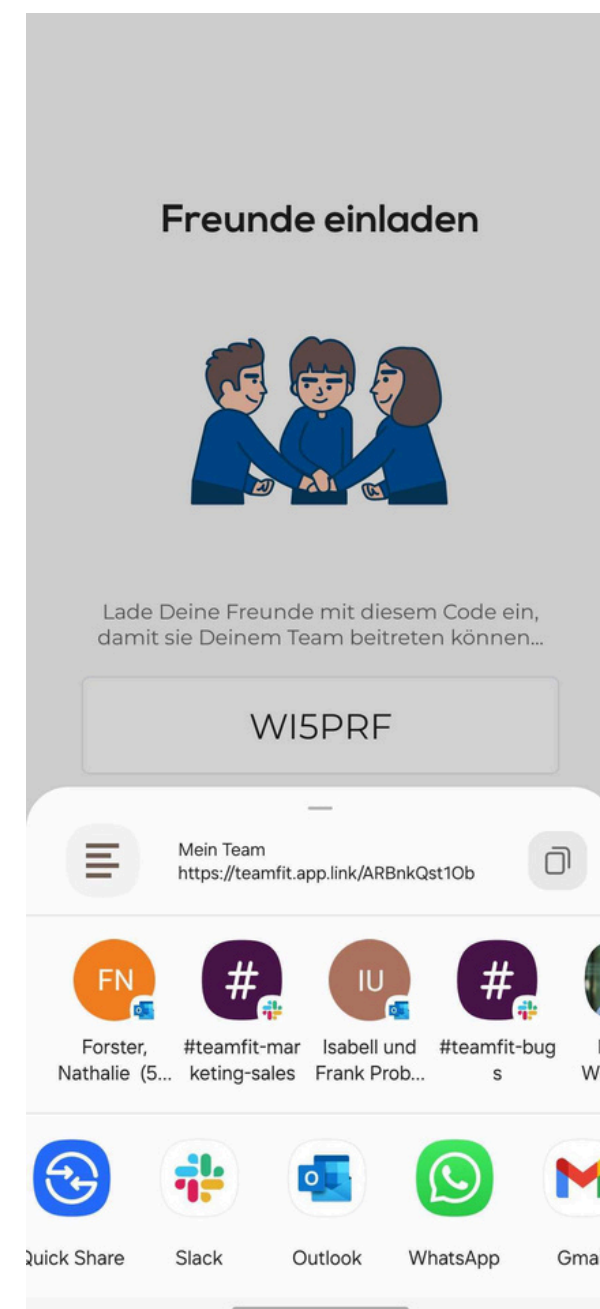 Freunde einladen
Lade Deine Freunde mit diesem Code ein,
damit sie Deinem Team beitreten können...
WI5PRF
Mein Team
https://teamfit.app.link/ARBnkQst1Ob
FN
#
IU
#
Forster,
Nathalie (5...
#teamfit-mar
keting-sales
Isabell und
Frank Prob...
#teamfit-bug
s
Quick Share
Slack
Outlook
WhatsApp
Gma